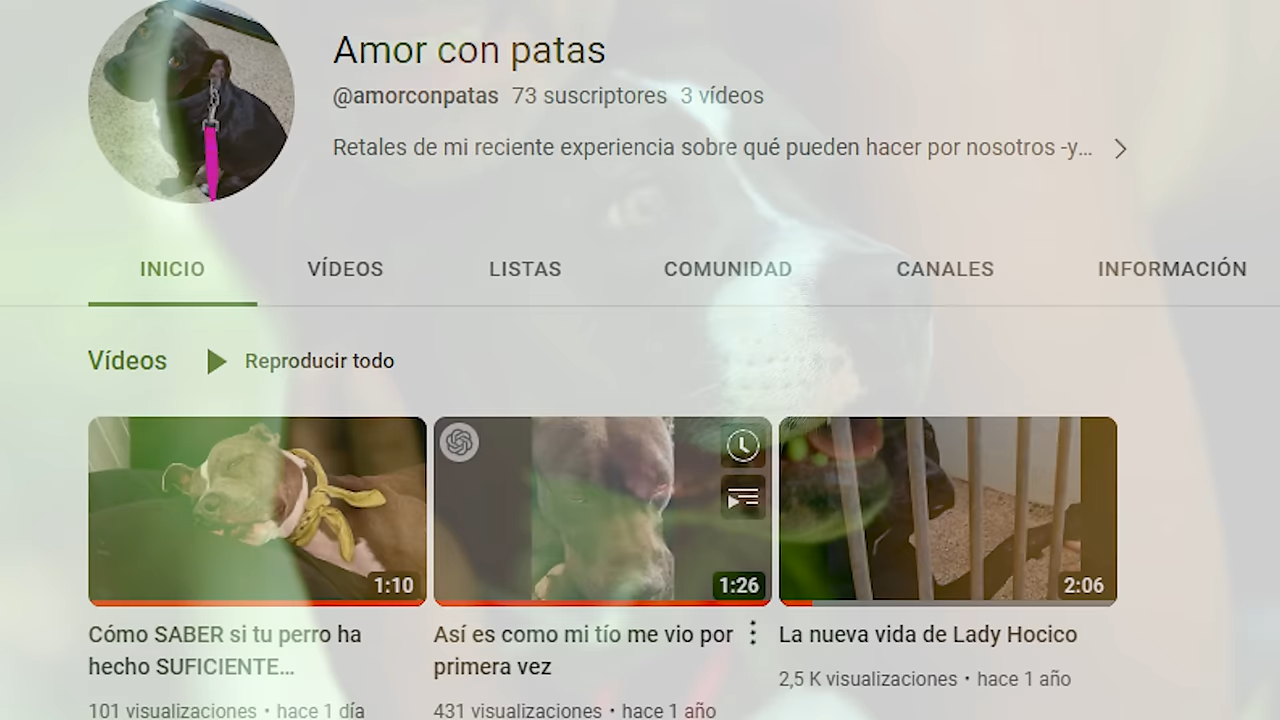 Amor con patas
@amorconpatas 73 suscriptores 3 vídeos
Retales de mi reciente experiencia sobre qué pueden hacer por nosotros -y...
INICIO VÍDEOS LISTAS COMUNIDAD CANALES INFORMACIÓN
Vídeos Reproducir todo
1:10 1:26 2:06
Cómo SABER si tu perro ha
hecho SUFICIENTE...
101 visualizaciones • hace 1 día
Así es como mi tío me vio por
primera vez
431 visualizaciones • hace 1 año
La nueva vida de Lady Hocico
2,5 K visualizaciones • hace 1 año